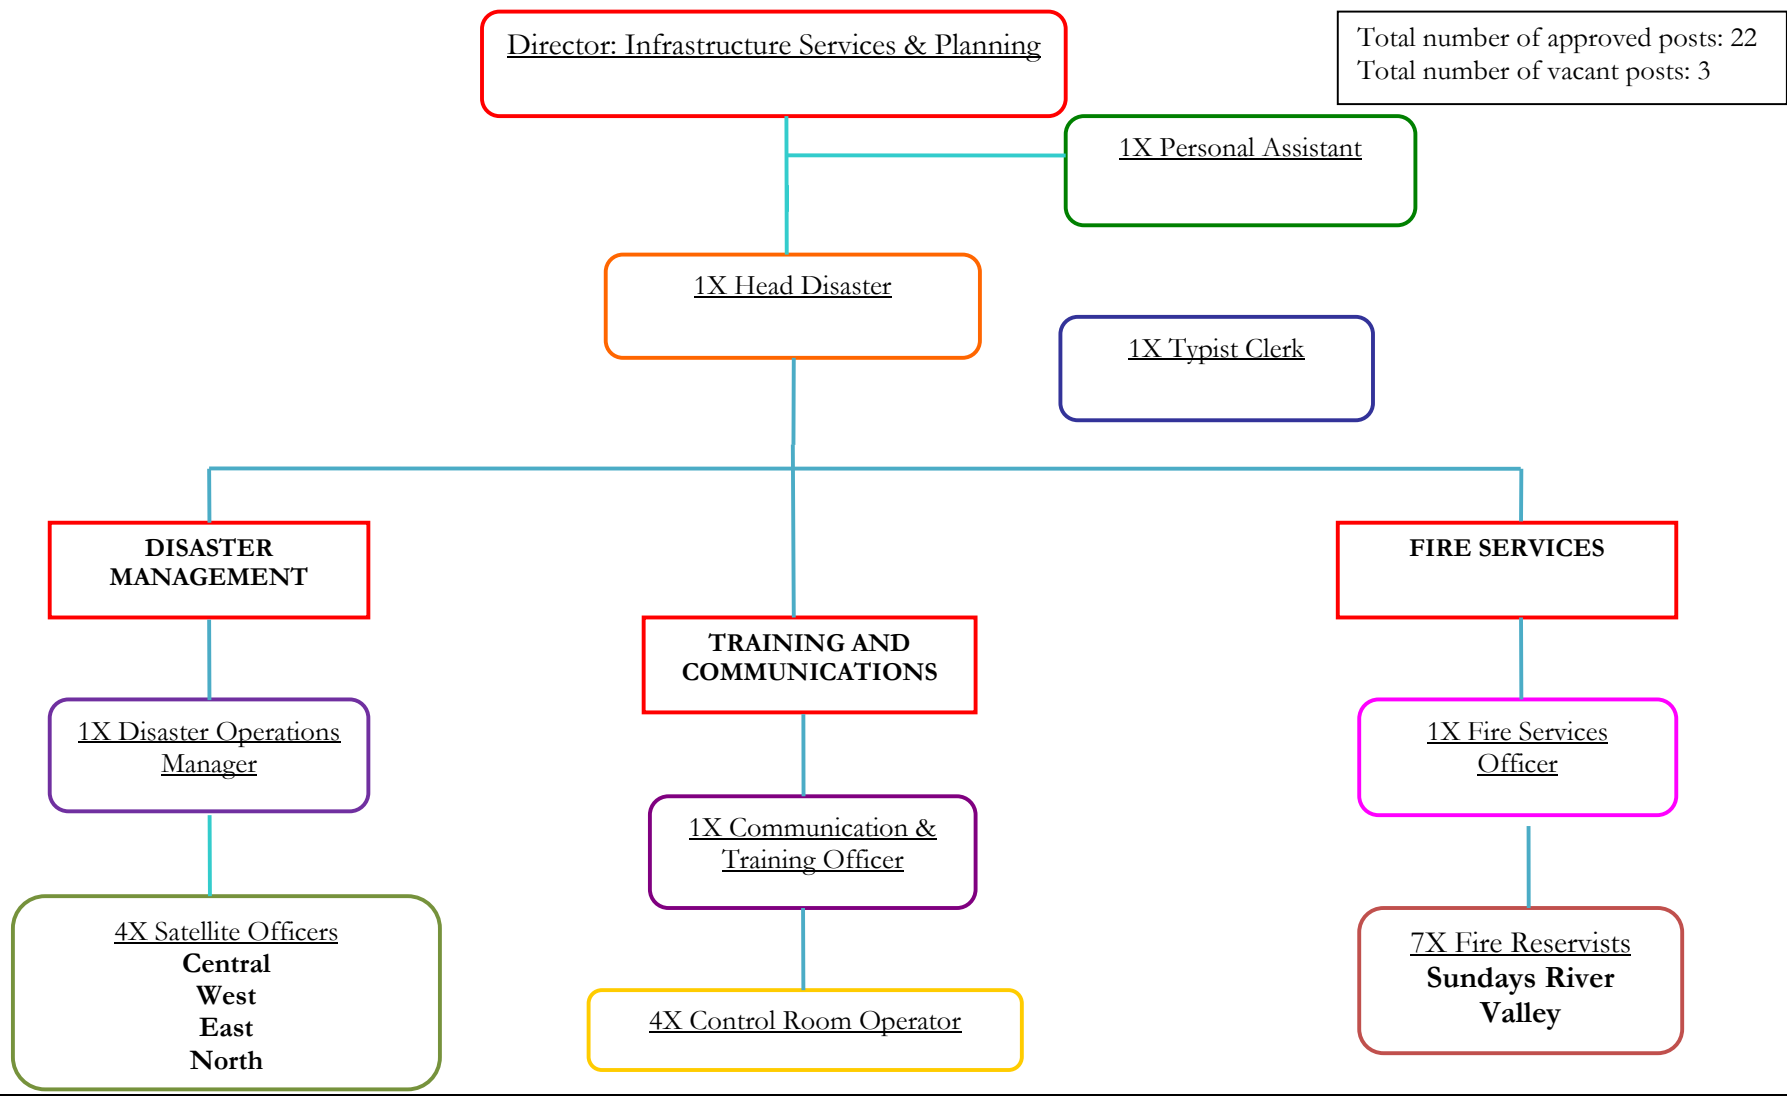 Director: Infrastructure Services & Planning
Total number of approved posts: 22
Total number of vacant posts: 3
1X Personal Assistant
1X Head Disaster
1X Typist Clerk
DISASTER
MANAGEMENT
1X Disaster Operations
Manager
4X Satellite Officers
Central
West
East
North
TRAINING AND
COMMUNICATIONS
1X Communication &
Training Officer
4X Control Room Operator
FIRE SERVICES
1X Fire Services
Officer
7X Fire Reservists
Sundays River
Valley